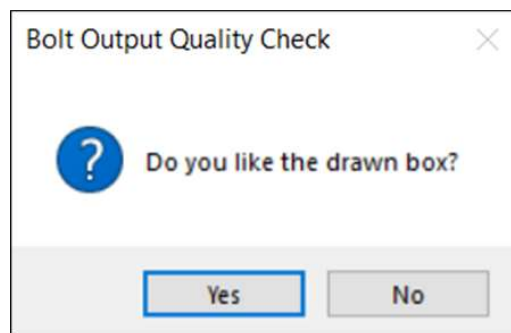 Bolt Output Quality Check
Do you like the drawn box?
Yes
No